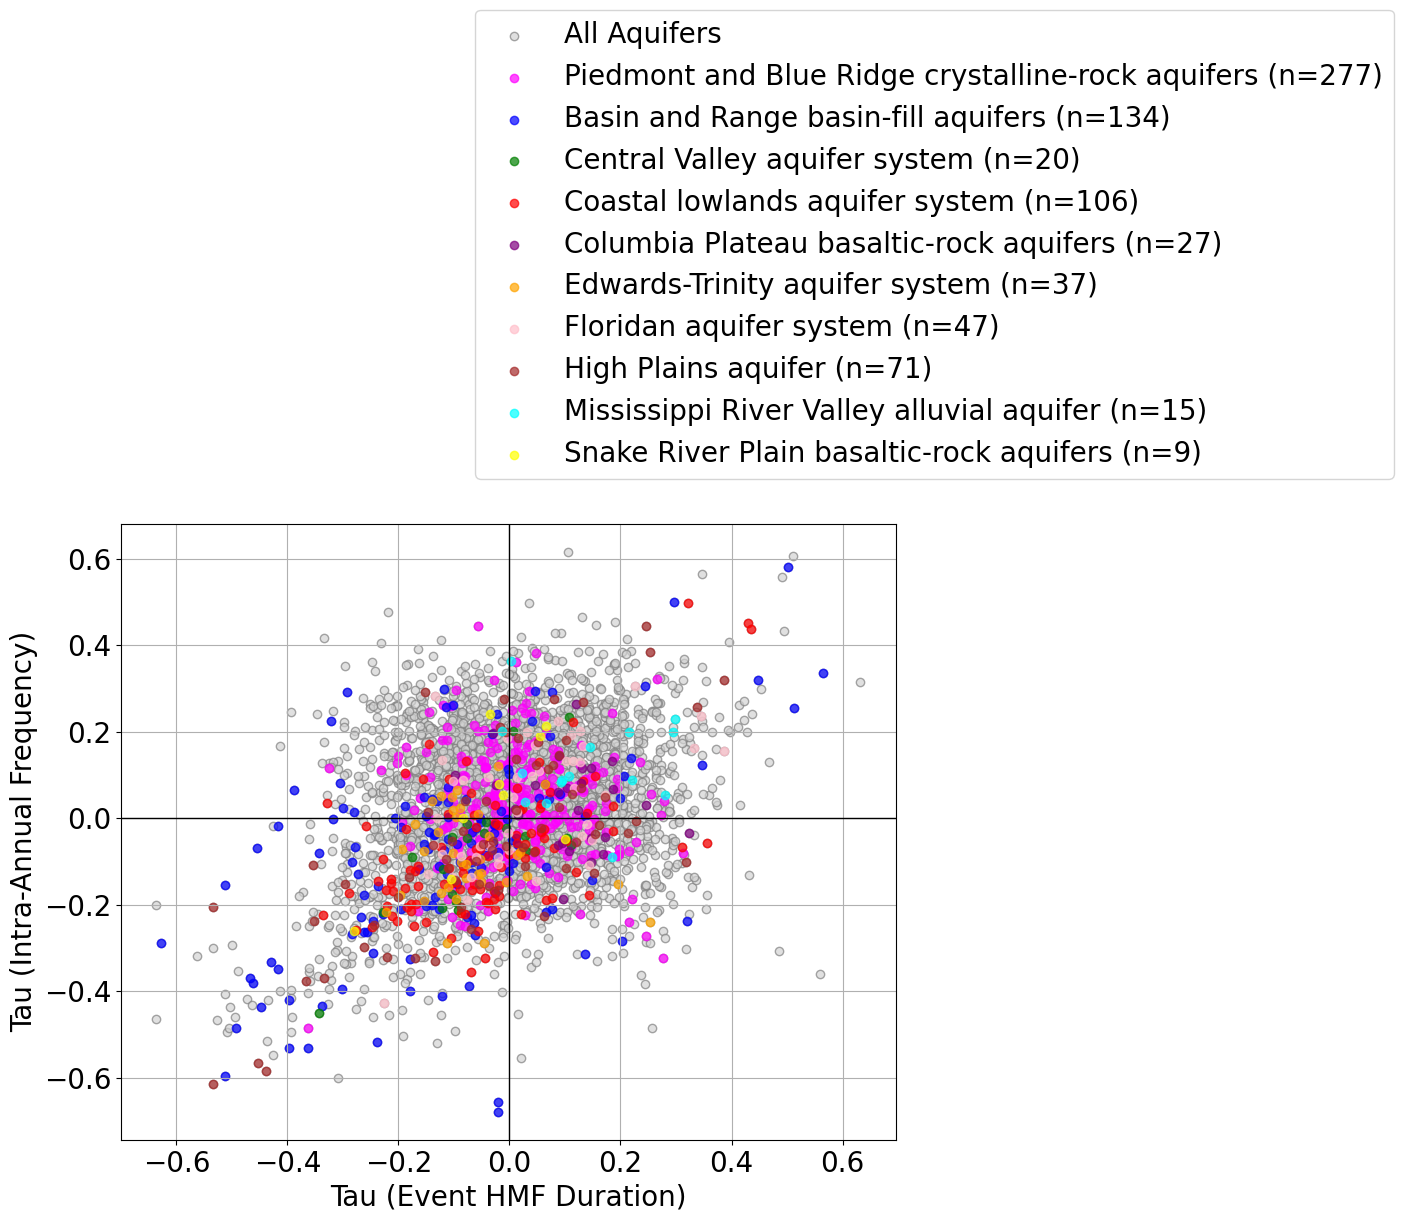 All Aquifers
Piedmont and Blue Ridge crystalline-rock aquifers (n=277)
Basin and Range basin-fill aquifers (n=134)
Central Valley aquifer system (n=20)
Coastal lowlands aquifer system (n=106)
Columbia Plateau basaltic-rock aquifers (n=27)
Edwards-Trinity aquifer system (n=37)
Floridan aquifer system (n=47)
High Plains aquifer (n=71)
Mississippi River Valley alluvial aquifer (n=15)
Snake River Plain basaltic-rock aquifers (n=9)
Tau (Intra-Annual Frequency)
0.6
0.4
0.2
0.0
−0.2
−0.4
−0.6
−0.6 −0.4 −0.2 0.0 0.2 0.4 0.6
Tau (Event HMF Duration)